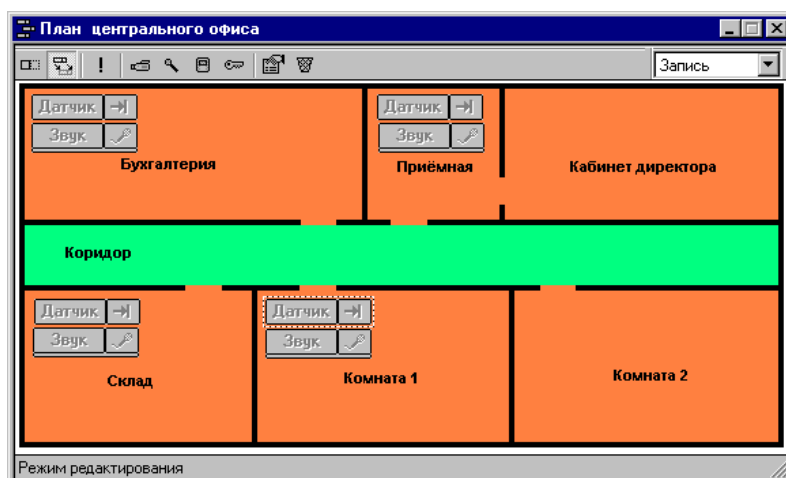 План центрального офиса
!
Запись
Датчик
Звук
Бухгалтерия
Датчик
Звук
Приёмная
Кабинет директора
Коридор
Датчик
Звук
Склад
Датчик
Звук
Комната 1
Комната 2
Режим редактирования